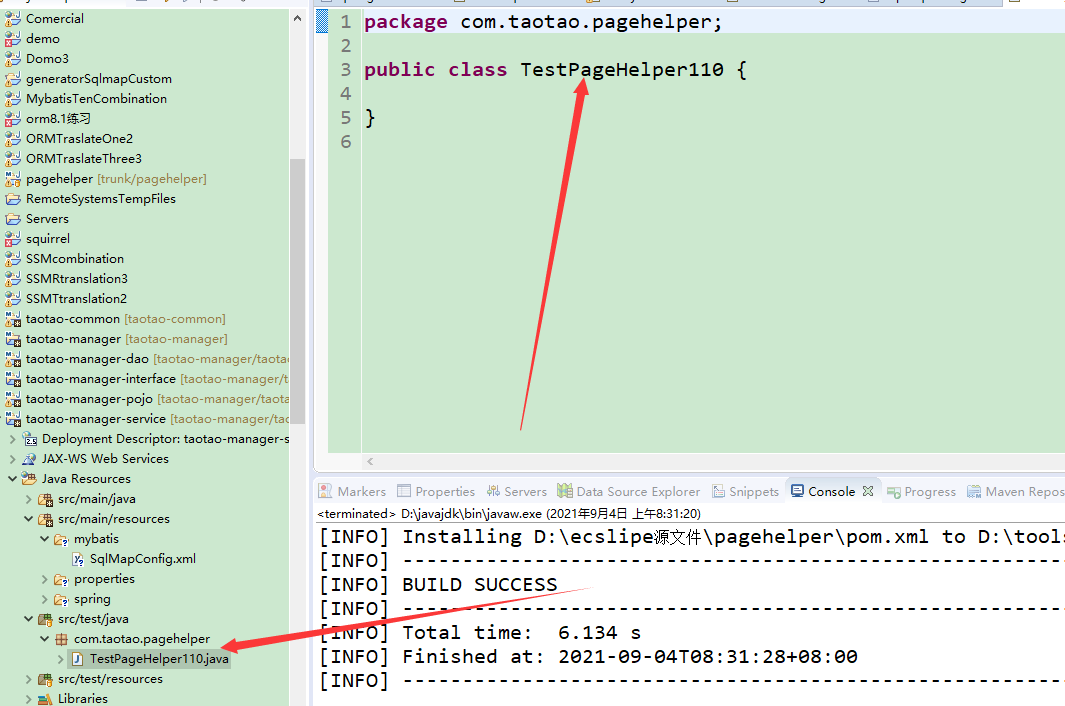 Comercial
demo
Domo3
generatorSqlmapCustom
MybatisTenCombination
orm8.1练习
ORMTraslateOne2
ORMTraslateThree3
pagehelper [trunk/pagehelper]
RemoteSystemsTempFiles
Servers
squirrel
SSMcombination
SSMRtranslation3
SSMTtranslation2
taotao-common [taotao-common]
taotao-manager [taotao-manager]
taotao-manager-dao [taotao-manager/taota
taotao-manager-interface [taotao-manager/t
taotao-manager-pojo [taotao-manager/taota
taotao-manager-service [taotao-manager/tao
Deployment Descriptor: taotao-manager-s
JAX-WS Web Services
Java Resources
src/main/java
src/main/resources
mybatis
SqlMapConfig.xml
properties
spring
src/test/java
com.taotao.pagehelper
TestPageHelper110.java
src/test/resources
Libraries
1 package com.taotao.pagehelper;
2
3 public class TestPageHelper110 {
4
5 }
6
Markers Properties Servers Data Source Explorer Snippets Console Progress Maven Repos
<terminated> D:\javajdk\bin\javaw.exe (2021年9月4日 上午8:31:20)
[INFO] Installing D:\ecslipe源文件\pagehelper\pom.xml to D:\tools
[INFO] --------------------------------------------------------
[INFO] BUILD SUCCESS
[INFO] --------------------------------------------------------
[INFO] Total time:  6.134 s
[INFO] Finished at: 2021-09-04T08:31:28+08:00
[INFO] --------------------------------------------------------